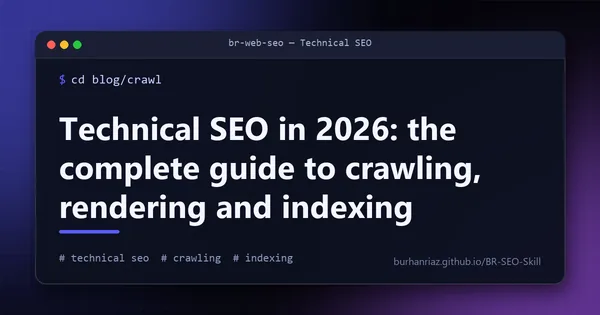 br-web-seo — Technical SEO
$ cd blog/crawl
Technical SEO in 2026: the
complete guide to crawling,
rendering and indexing
# technical seo # crawling # indexing
burhanriaz.github.io/BR-SEO-Skill